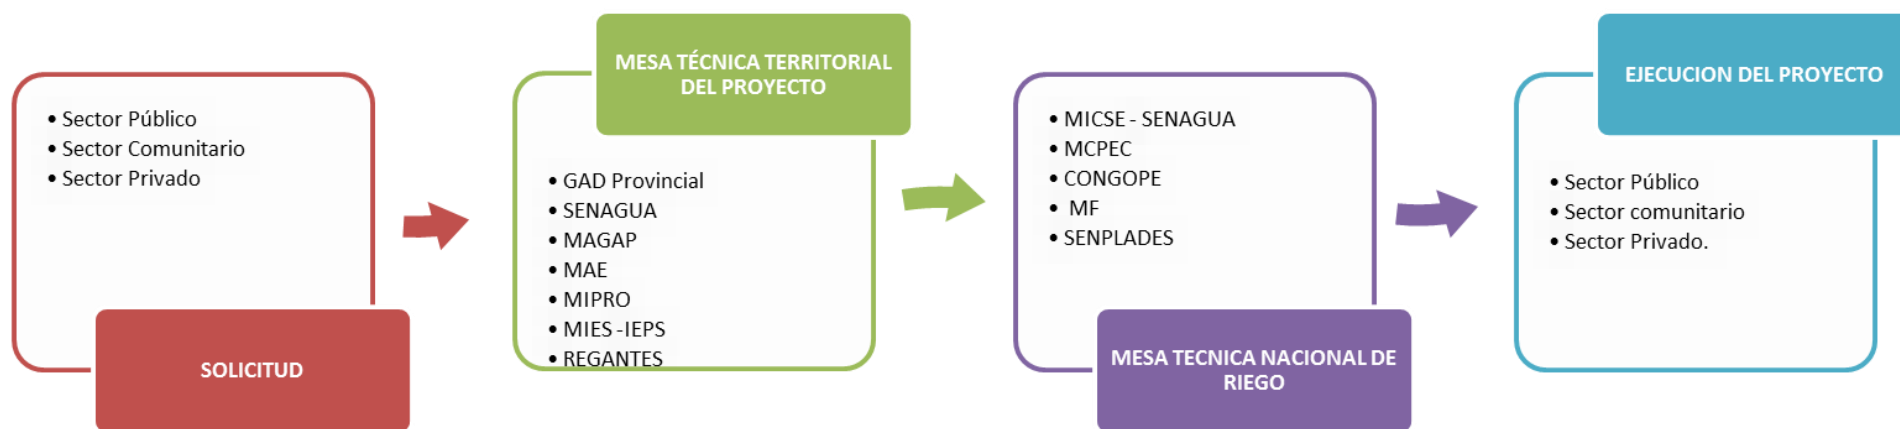 • Sector Público
• Sector Comunitario
• Sector Privado
SOLICITUD
MESA TÉCNICA TERRITORIAL
DEL PROYECTO
• GAD Provincial
• SENAGUA
• MAGAP
• MAE
• MIPRO
• MIES -IEPS
• REGANTES
• MICSE - SENAGUA
• MCPEC
• CONGOPE
• MF
• SENPLADES
MESA TECNICA NACIONAL DE
RIEGO
EJECUCION DEL PROYECTO
• Sector Público
• Sector comunitario
• Sector Privado.